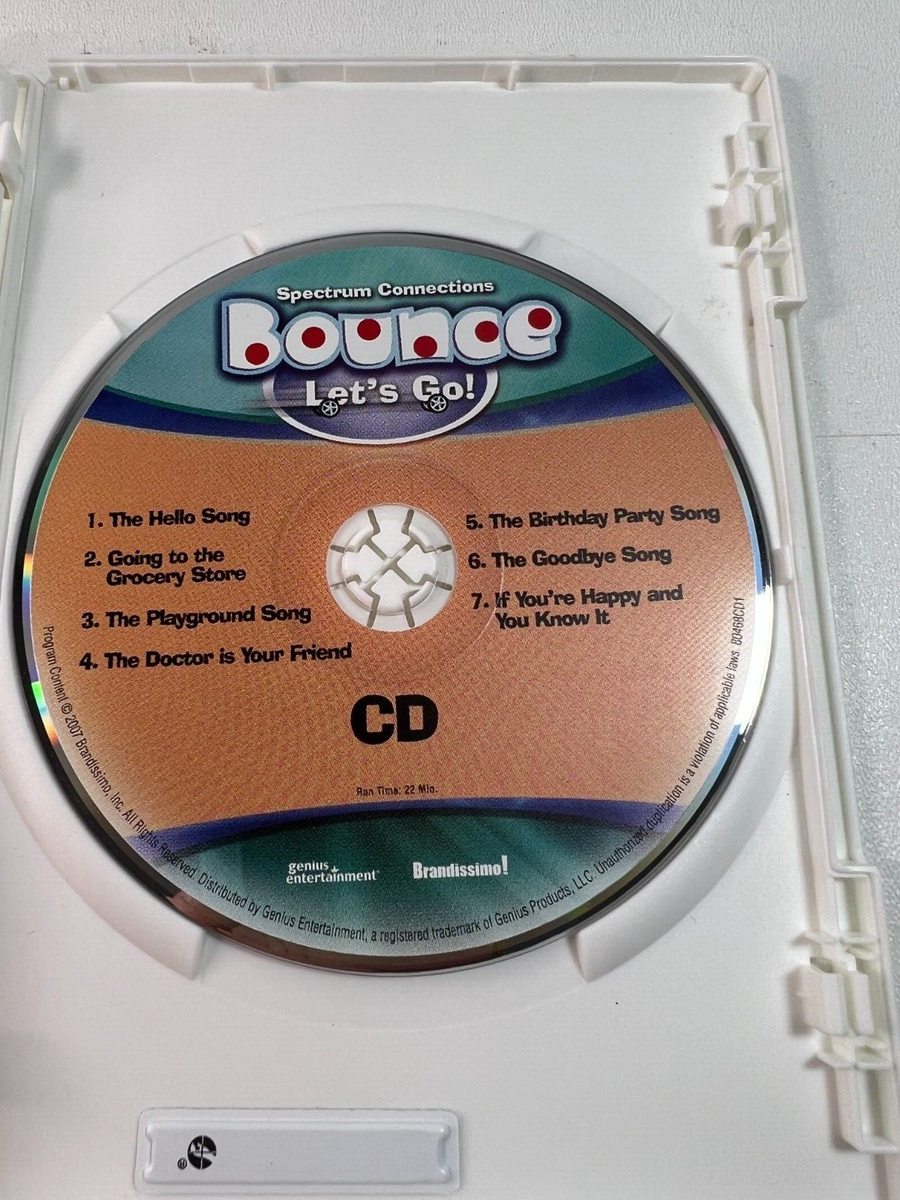 Spectrum Connections
Bounce
Let's Go!
1. The Hello Song
2. Going to the
Grocery Store
3. The Playground Song
4. The Doctor is Your Friend
5. The Birthday Party Song
6. The Goodbye Song
7. If You're Happy and
You Know It
CD
Run Time: 22 Min.
genius
entertainment
Brandissimo!
Program Content © 2007 Brandissimo, Inc. All Rights Reserved. Distributed by Genius Entertainment, a registered trademark of Genius Products, LLC. Unauthorized duplication is a violation of applicable laws. 80468CD1